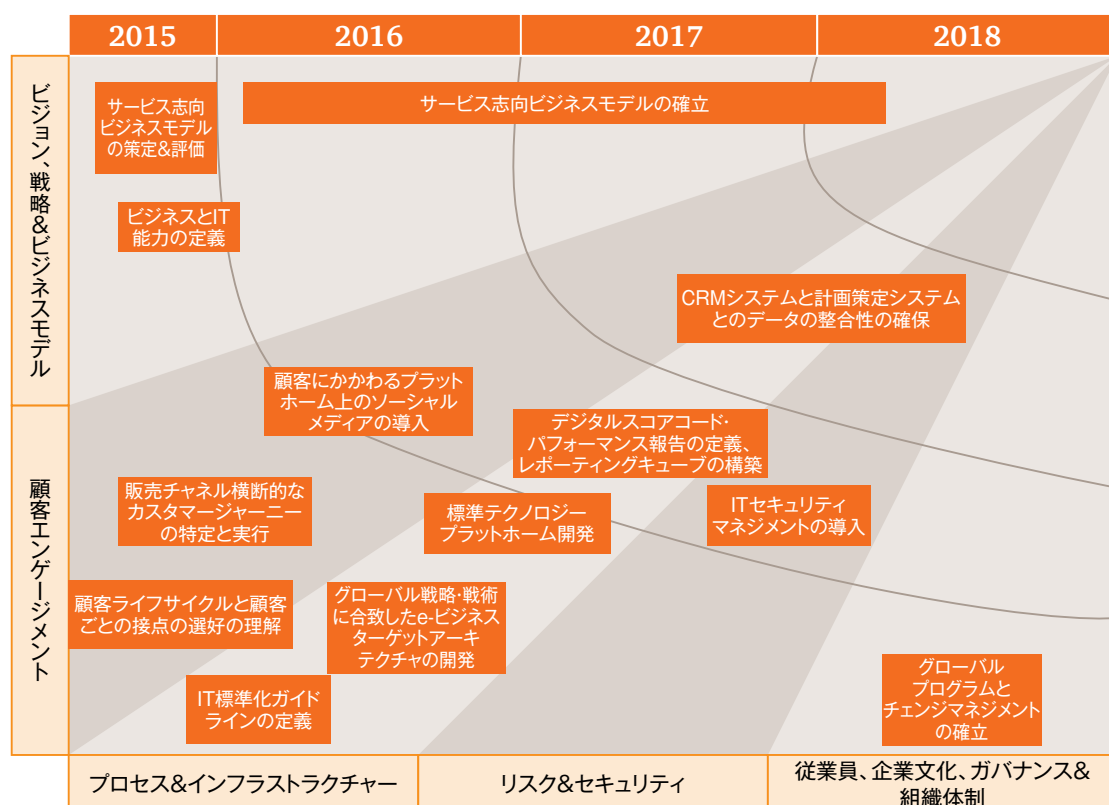 2015
2016
2017
2018
ビジョン、戦略&ビジネスモデル
顧客エンゲージメント
サービス志向
ビジネスモデル
の策定&評価
サービス志向ビジネスモデルの確立
ビジネスとIT
能力の定義
CRMシステムと計画策定システム
とのデータの整合性の確保
顧客にかかわるプラット
ホーム上のソーシャル
メディアの導入
デジタルスコアコード・
パフォーマンス報告の定義、
レポーティングキューブの構築
販売チャネル横断的な
カスタマージャーニー
の特定と実行
標準テクノロジー
プラットホーム開発
ITセキュリティ
マネジメントの導入
顧客ライフサイクルと顧客
ごとの接点の選好の理解
グローバル戦略・戦術
に合致したe-ビジネス
ターゲットアーキ
テクチャの開発
IT標準化ガイド
ラインの定義
グローバル
プログラムと
チェンジマネジメント
の確立
プロセス&インフラストラクチャー
リスク&セキュリティ
従業員、企業文化、ガバナンス&
組織体制